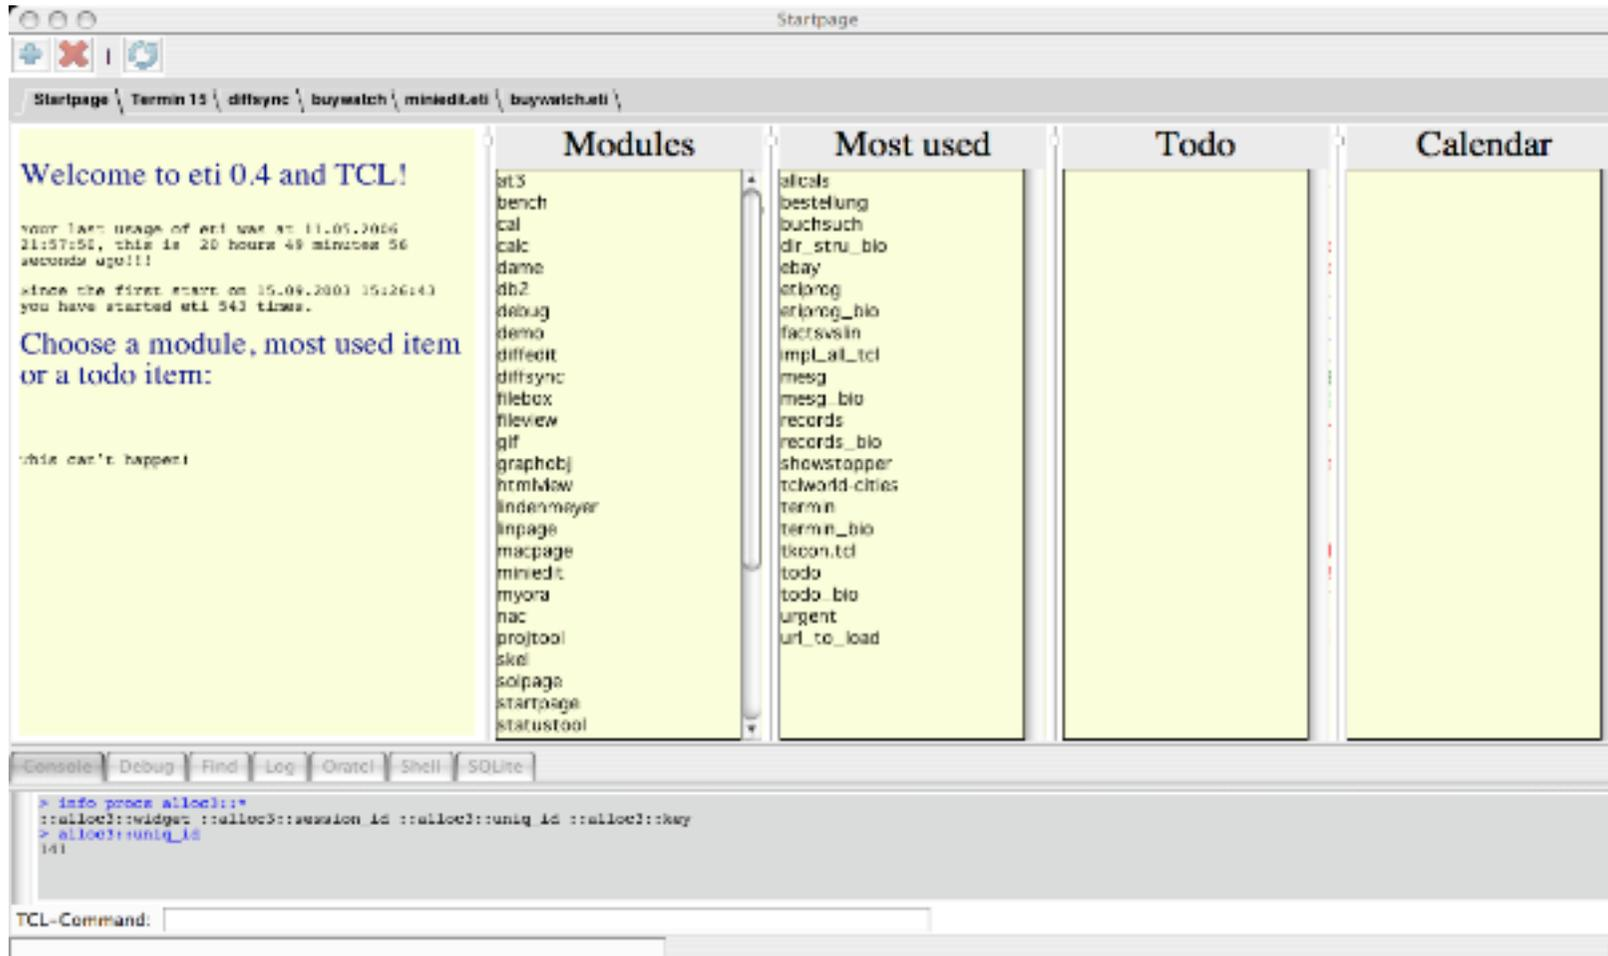 Startpage
Startpage \ Termin 15 \ diffsync \ buywatch \ miniedit.eti \ buywatch.eti \
Welcome to eti 0.4 and TCL!
your last usage of eti was at 11.05.2006
21:57:50, this is 20 hours 49 minutes 56
seconds ago!!!
since the first start on 15.09.2003 15:26:43
you have started eti 543 times.
Choose a module, most used item
or a todo item:
this can't happen!
Modules
at3
bench
cal
calc
dame
db2
debug
demo
diffedit
diffsync
filebox
fileview
gif
graphobj
htmlview
lindenmeyer
linpage
macpage
miniedit
myora
nac
projtool
skel
solpage
startpage
statustool
Most used
allcals
bestellung
buchsuch
dir_stru_bio
ebay
etiprog
etiprog_bio
factsvslin
impl_all_tcl
mesg
mesg_bio
records
records_bio
showstopper
tclworld-cities
termin
termin_bio
tkcon.tcl
todo
todo_bio
urgent
url_to_load
Todo
Calendar
Console Debug Find Log Oratcl Shell SQLite
> info procs alloc3::*
::alloc3::widget ::alloc3::session_id ::alloc3::uniq_id ::alloc3::key
> alloc3::uniq_id
141
TCL-Command: